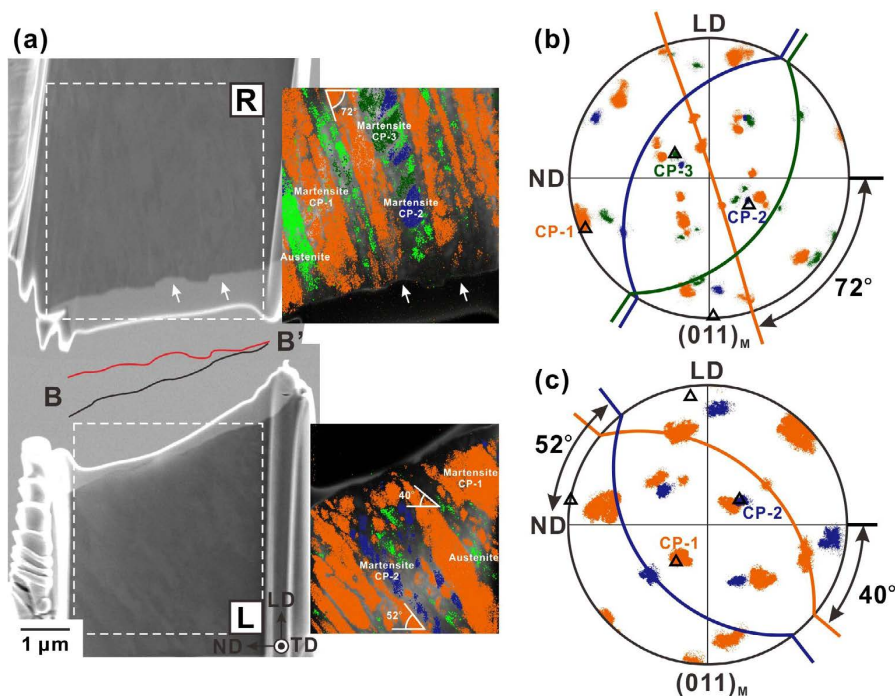 (a)
R
72°
Martensite
CP-3
Martensite
CP-1
Martensite
CP-2
Austenite
B
B'
40°
Martensite
CP-1
Martensite
CP-2
Austenite
52°
L
LD
ND
TD
1 μm
(b)
LD
ND
CP-3
CP-1
CP-2
72°
(011)M
(c)
LD
52°
ND
CP-2
CP-1
40°
(011)M